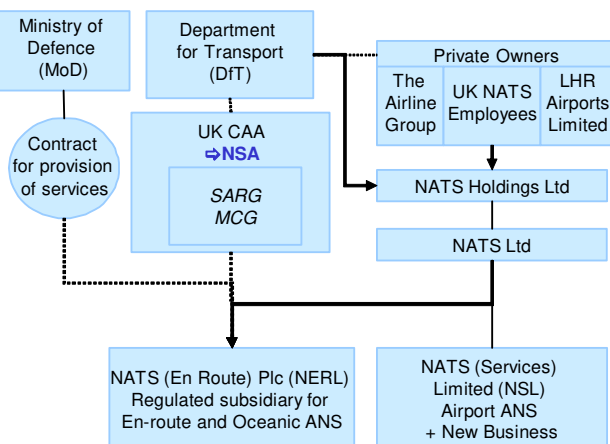 Ministry of
Defence
(MoD)
Department
for Transport
(DfT)
Private Owners
The
Airline
Group
UK NATS
Employees
LHR
Airports
Limited
Contract
for provision
of services
UK CAA
⇨NSA
SARG
MCG
NATS Holdings Ltd
NATS Ltd
NATS (En Route) Plc (NERL)
Regulated subsidiary for
En-route and Oceanic ANS
NATS (Services)
Limited (NSL)
Airport ANS
+ New Business